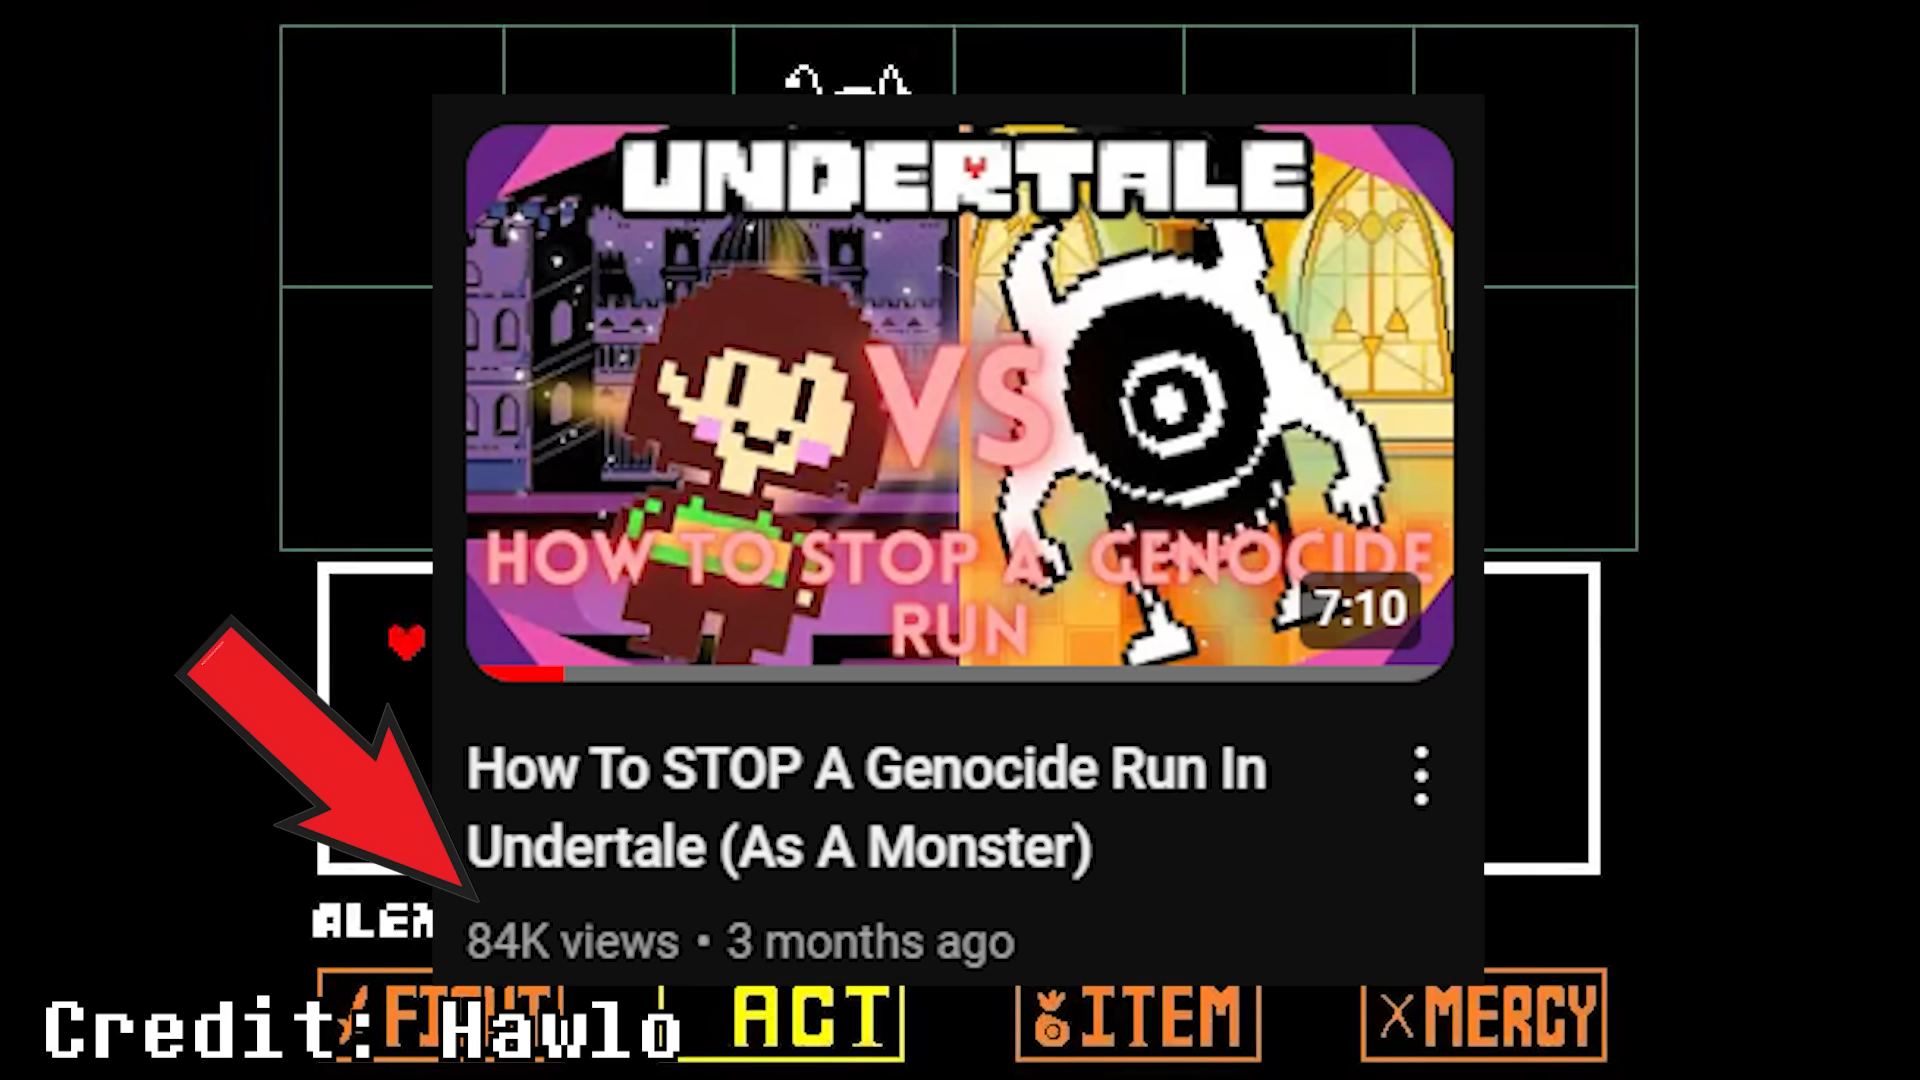 UNDERTALE
VS
HOW TO STOP A GENOCIDE
RUN
7:10
How To STOP A Genocide Run In
Undertale (As A Monster)
84K views • 3 months ago
FIGHT
ACT
ITEM
MERCY
Credit: Hawlo